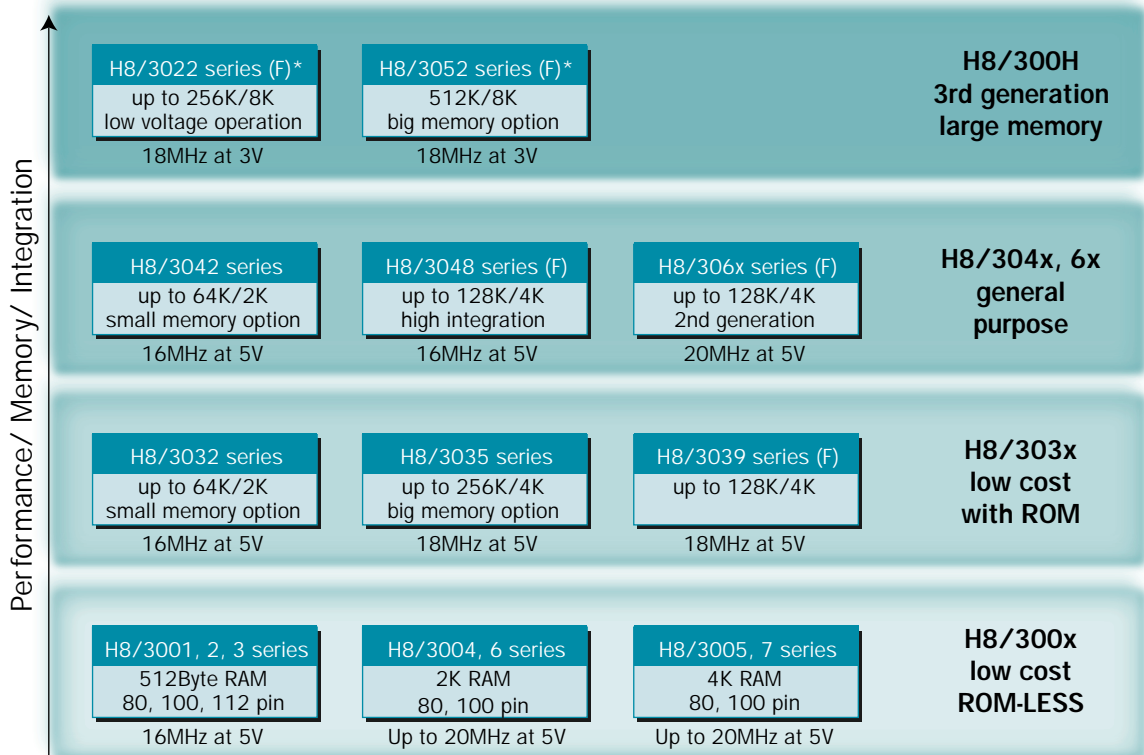 Performance/ Memory/ Integration
H8/3022 series (F)*
up to 256K/8K
low voltage operation
18MHz at 3V
H8/3052 series (F)*
512K/8K
big memory option
18MHz at 3V
H8/300H
3rd generation
large memory
H8/3042 series
up to 64K/2K
small memory option
16MHz at 5V
H8/3048 series (F)
up to 128K/4K
high integration
16MHz at 5V
H8/306x series (F)
up to 128K/4K
2nd generation
20MHz at 5V
H8/304x, 6x
general
purpose
H8/3032 series
up to 64K/2K
small memory option
16MHz at 5V
H8/3035 series
up to 256K/4K
big memory option
18MHz at 5V
H8/3039 series (F)
up to 128K/4K
18MHz at 5V
H8/303x
low cost
with ROM
H8/3001, 2, 3 series
512Byte RAM
80, 100, 112 pin
16MHz at 5V
H8/3004, 6 series
2K RAM
80, 100 pin
Up to 20MHz at 5V
H8/3005, 7 series
4K RAM
80, 100 pin
Up to 20MHz at 5V
H8/300x
low cost
ROM-LESS